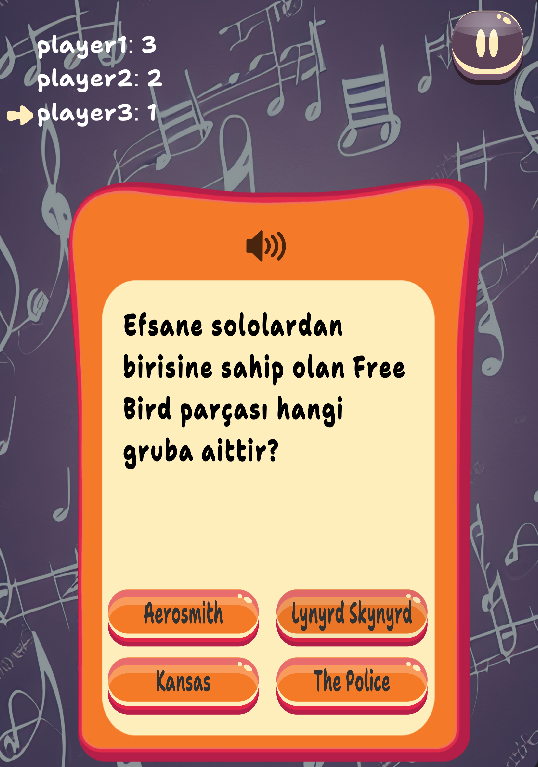 player1: 3
player2: 2
player3: 1
Efsane sololardan
birisine sahip olan Free
Bird parçası hangi
gruba aittir?
Aerosmith
Lynyrd Skynyrd
Kansas
The Police